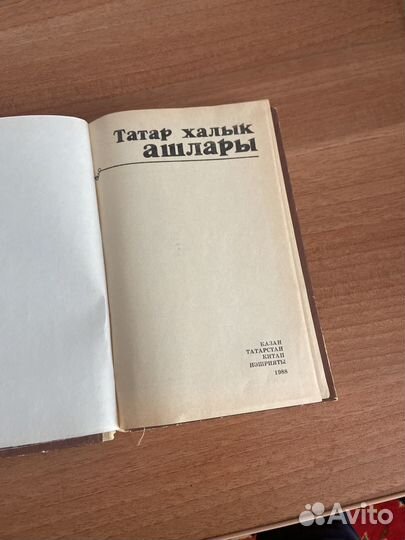 Татар халык
ашлары
КАЗАН
ТАТАРСТАН
КИТАП
НӘШРИЯТЫ
1988
Avito